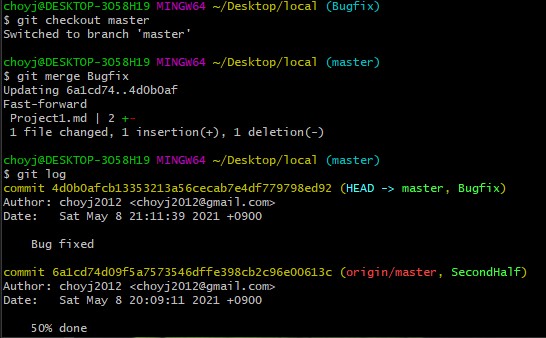 choyj@DESKTOP-3O58H19 MINGW64 ~/Desktop/local (Bugfix)
$ git checkout master
Switched to branch 'master'
choyj@DESKTOP-3O58H19 MINGW64 ~/Desktop/local (master)
$ git merge Bugfix
Updating 6a1cd74..4d0b0af
Fast-forward
Project1.md | 2 +-
1 file changed, 1 insertion(+), 1 deletion(-)
choyj@DESKTOP-3O58H19 MINGW64 ~/Desktop/local (master)
$ git log
commit 4d0b0afcb13353213a56cecab7e4df779798ed92 (HEAD -> master, Bugfix)
Author: choyj2012 <choyj2012@gmail.com>
Date:   Sat May 8 21:11:39 2021 +0900
Bug fixed
commit 6a1cd74d09f5a7573546dffe398cb2c96e00613c (origin/master, SecondHalf)
Author: choyj2012 <choyj2012@gmail.com>
Date:   Sat May 8 20:09:11 2021 +0900
50% done